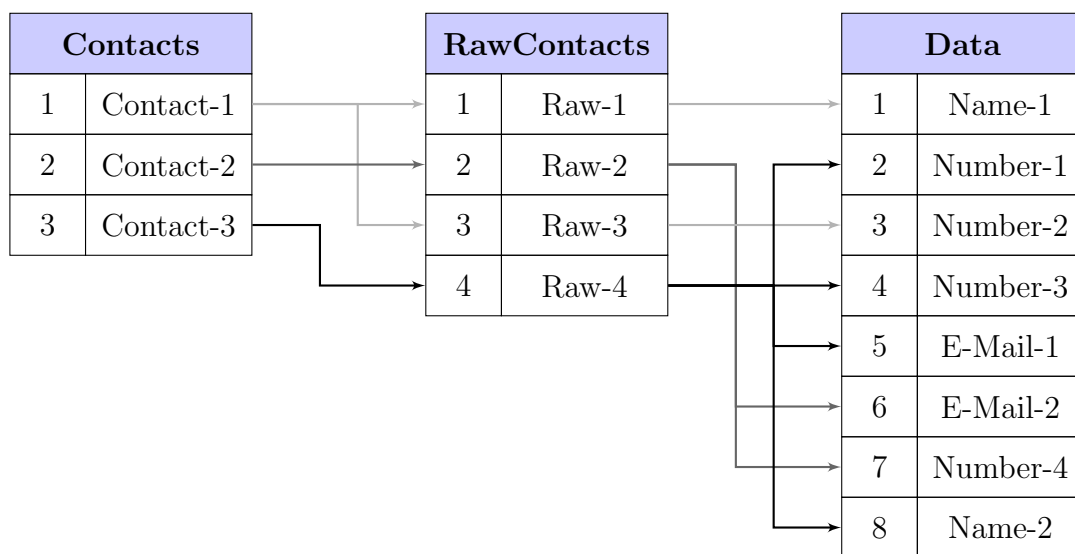 Contacts RawContacts Data
1 Contact-1 1 Raw-1 1 Name-1
2 Contact-2 2 Raw-2 2 Number-1
3 Contact-3 3 Raw-3 3 Number-2
4 Raw-4 4 Number-3
5 E-Mail-1
6 E-Mail-2
7 Number-4
8 Name-2